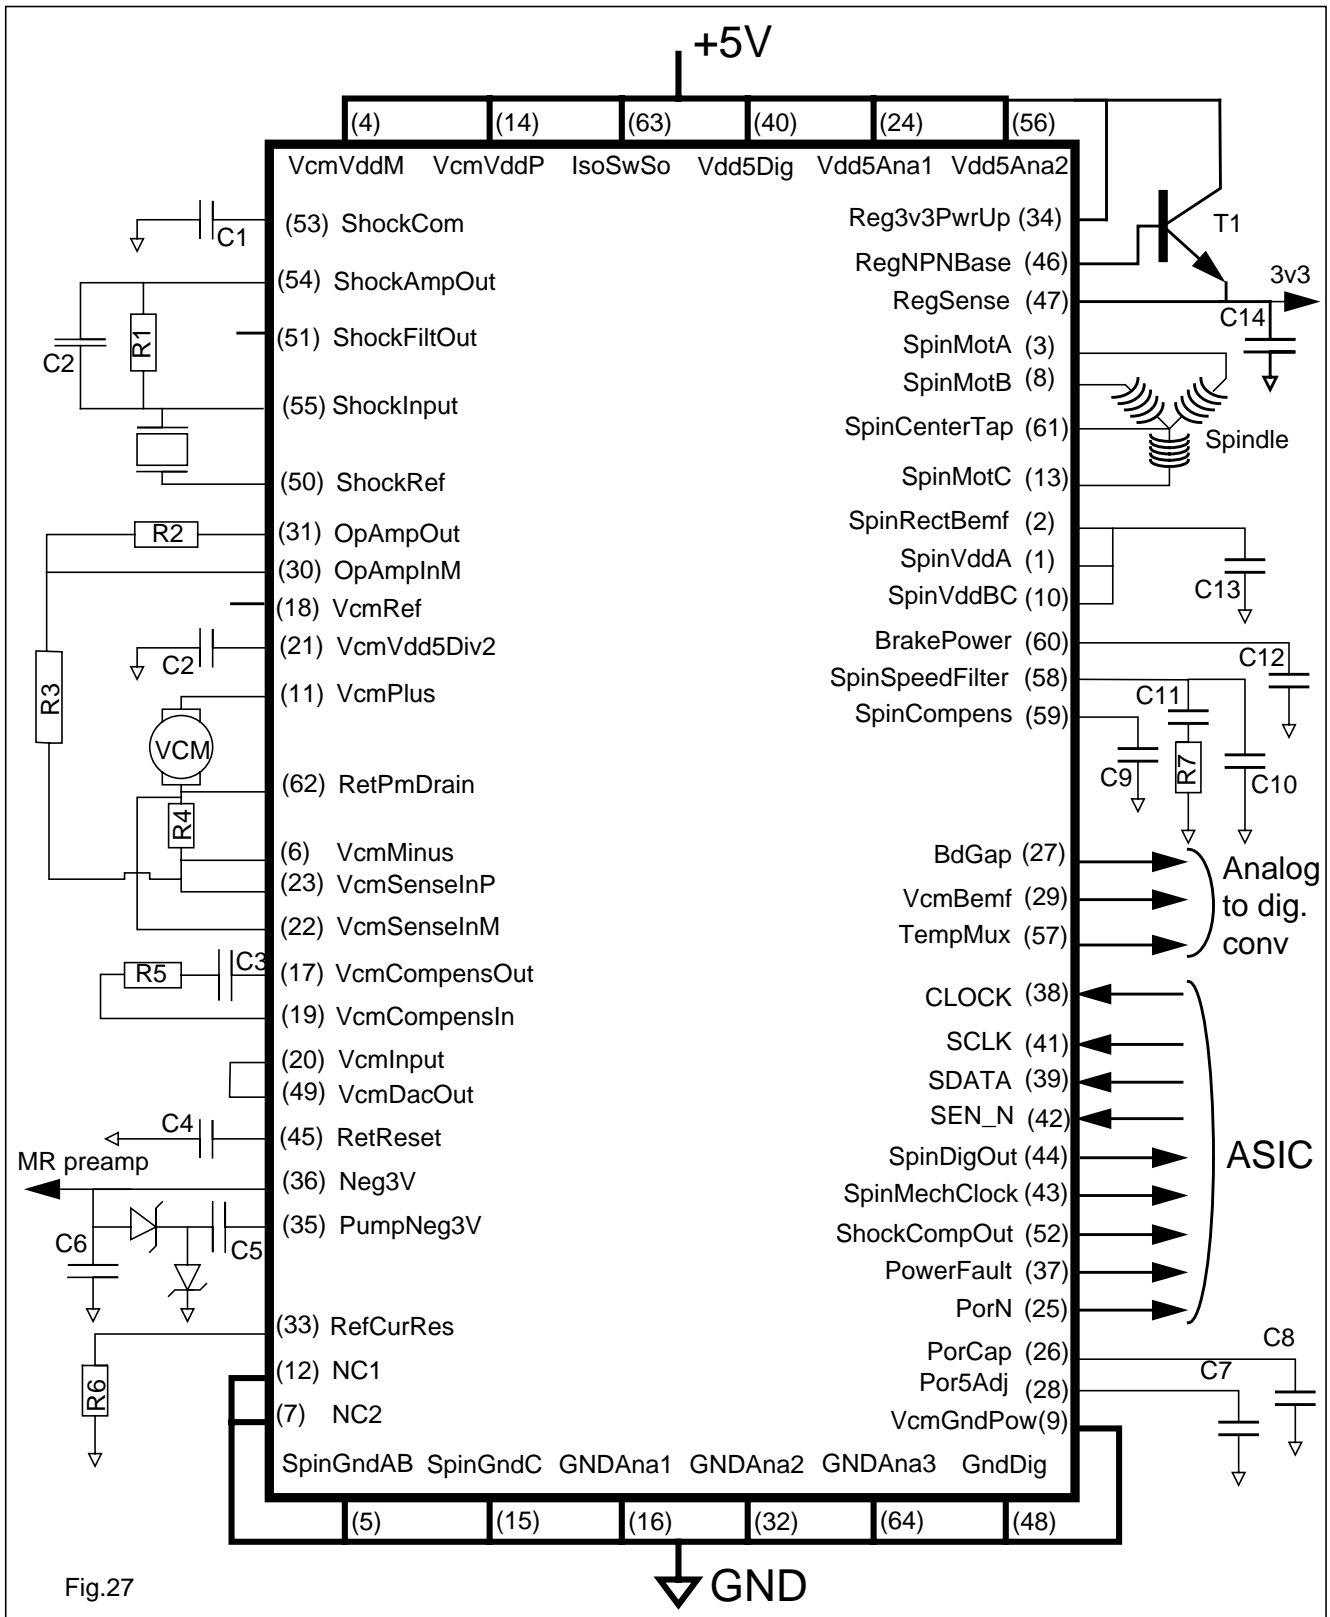 +5V
(4) (14) (63) (40) (24) (56)
VcmVddM VcmVddP IsoSwSo Vdd5Dig Vdd5Ana1 Vdd5Ana2
C1
(53) ShockCom
(54) ShockAmpOut
C2
R1
(51) ShockFiltOut
(55) ShockInput
(50) ShockRef
R2
(31) OpAmpOut
(30) OpAmpInM
(18) VcmRef
C2
(21) VcmVdd5Div2
R3
(11) VcmPlus
VCM
(62) RetPmDrain
R4
(6) VcmMinus
(23) VcmSenseInP
(22) VcmSenseInM
R5
C3
(17) VcmCompensOut
(19) VcmCompensIn
(20) VcmInput
(49) VcmDacOut
C4
(45) RetReset
MR preamp
(36) Neg3V
(35) PumpNeg3V
C6
C5
(33) RefCurRes
R6
(12) NC1
(7) NC2
Reg3v3PwrUp (34)
T1
RegNPNBase (46)
RegSense (47)
3v3
C14
SpinMotA (3)
SpinMotB (8)
SpinCenterTap (61)
Spindle
SpinMotC (13)
SpinRectBemf (2)
SpinVddA (1)
SpinVddBC (10)
C13
BrakePower (60)
C12
SpinSpeedFilter (58)
C11
SpinCompens (59)
C9
R7
C10
BdGap (27)
VcmBemf (29)
TempMux (57)
Analog
to dig.
conv
CLOCK (38)
SCLK (41)
SDATA (39)
SEN_N (42)
SpinDigOut (44)
SpinMechClock (43)
ShockCompOut (52)
PowerFault (37)
PorN (25)
ASIC
PorCap (26)
C8
Por5Adj (28)
C7
VcmGndPow(9)
SpinGndAB SpinGndC GNDAna1 GNDAna2 GNDAna3 GndDig
(5) (15) (16) (32) (64) (48)
GND
Fig.27